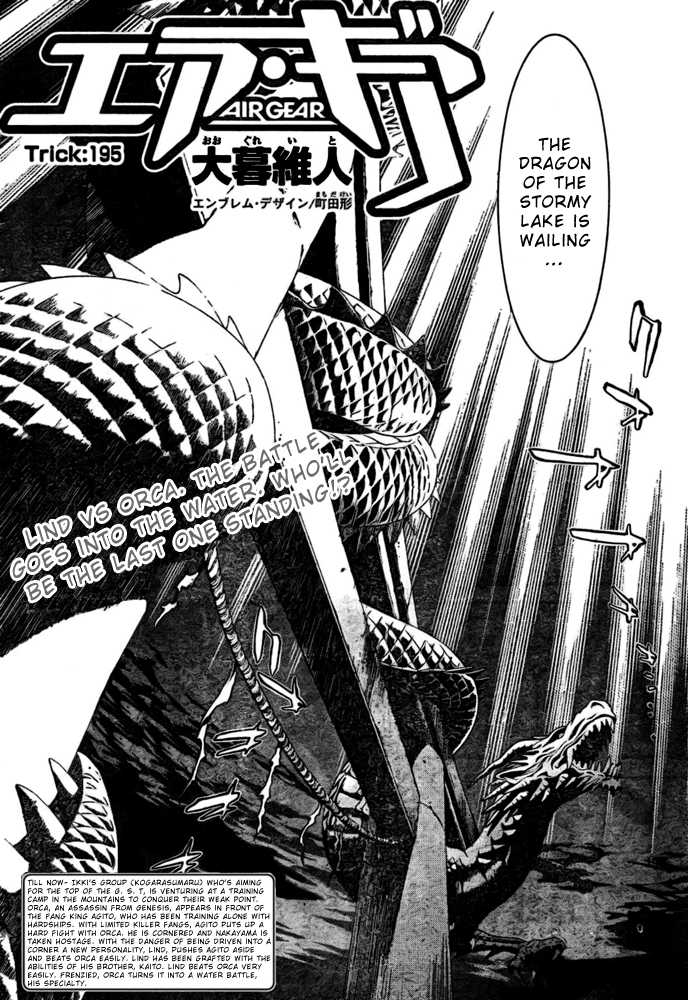 エア・ギア
AIR GEAR
Trick:195
おおぐれいと
大暮維人
まちだけい
エンブレム・デザイン/町田形
THE
DRAGON
OF THE
STORMY
LAKE IS
WAILING
...
LIND VS ORCA. THE BATTLE
GOES INTO THE WATER. WHO'LL
BE THE LAST ONE STANDING!?
TILL NOW- IKKI'S GROUP (KOGARASUMARU) WHO'S AIMING
FOR THE TOP OF THE G. S. T, IS VENTURING AT A TRAINING
CAMP IN THE MOUNTAINS TO CONQUER THEIR WEAK POINT.
ORCA, AN ASSASSIN FROM GENESIS, APPEARS IN FRONT OF
THE FANG KING AGITO, WHO HAS BEEN TRAINING ALONE WITH
HARDSHIPS. WITH LIMITED KILLER FANGS, AGITO PUTS UP A
HARD FIGHT WITH ORCA. HE IS CORNERED AND NAKAYAMA IS
TAKEN HOSTAGE. WITH THE DANGER OF BEING DRIVEN INTO A
CORNER A NEW PERSONALITY, LIND, PUSHES AGITO ASIDE
AND BEATS ORCA EASILY. LIND HAS BEEN GRAFTED WITH THE
ABILITIES OF HIS BROTHER, KAITO. LIND BEATS ORCA VERY
EASILY. FRENZIED, ORCA TURNS IT INTO A WATER BATTLE,
HIS SPECIALTY.